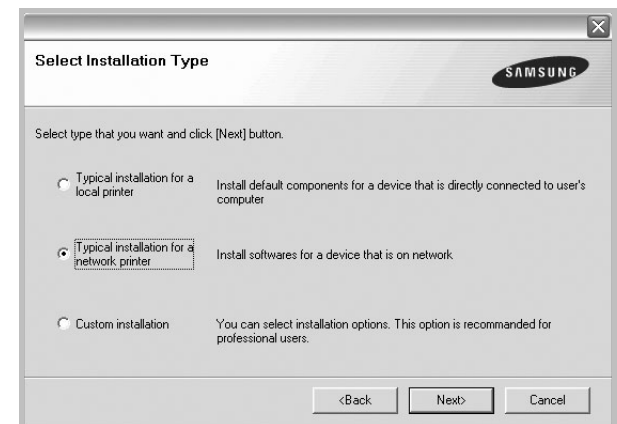 Select Installation Type
SAMSUNG
Select type that you want and click [Next] button.
Typical installation for a
local printer
Install default components for a device that is directly connected to user's
computer
Typical installation for a
network printer
Install softwares for a device that is on network
Custom installation
You can select installation options. This option is recommanded for
professional users.
<Back
Next>
Cancel